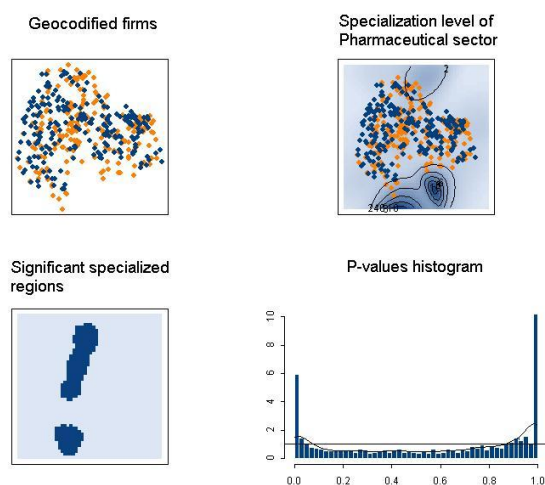 Geocodified firms
Specialization level of
Pharmaceutical sector
2
Significant specialized
regions
P-values histogram
10
8
6
4
2
0
0.0
0.2
0.4
0.6
0.8
1.0